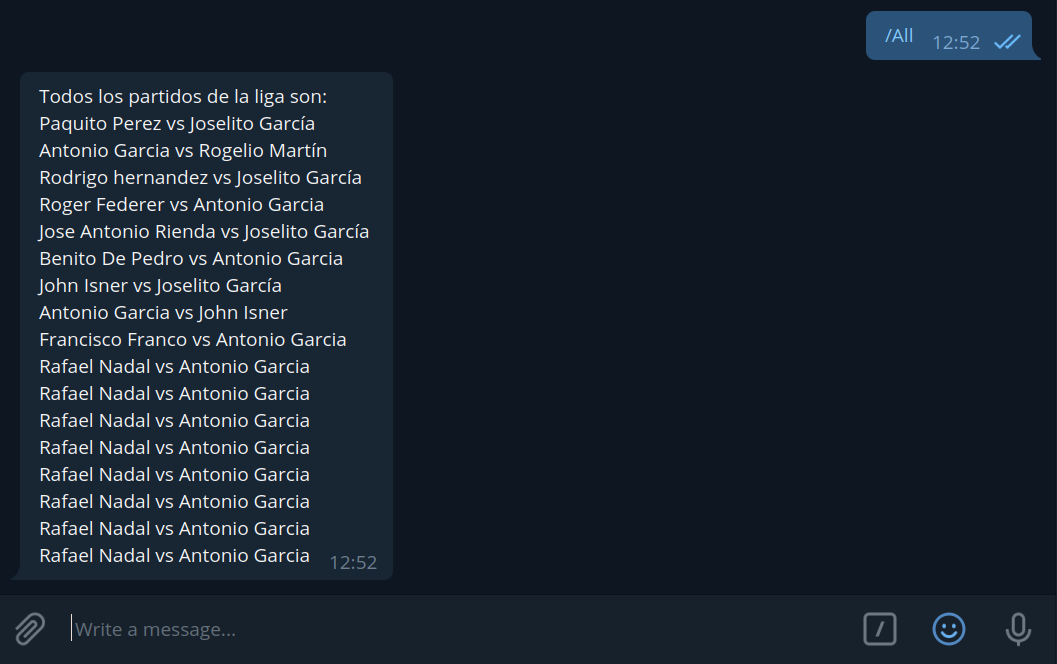 /All 12:52
Todos los partidos de la liga son:
Paquito Perez vs Joselito García
Antonio Garcia vs Rogelio Martín
Rodrigo hernandez vs Joselito García
Roger Federer vs Antonio Garcia
Jose Antonio Rienda vs Joselito García
Benito De Pedro vs Antonio Garcia
John Isner vs Joselito García
Antonio Garcia vs John Isner
Francisco Franco vs Antonio Garcia
Rafael Nadal vs Antonio Garcia
Rafael Nadal vs Antonio Garcia
Rafael Nadal vs Antonio Garcia
Rafael Nadal vs Antonio Garcia
Rafael Nadal vs Antonio Garcia
Rafael Nadal vs Antonio Garcia
Rafael Nadal vs Antonio Garcia
Rafael Nadal vs Antonio Garcia 12:52
Write a message...